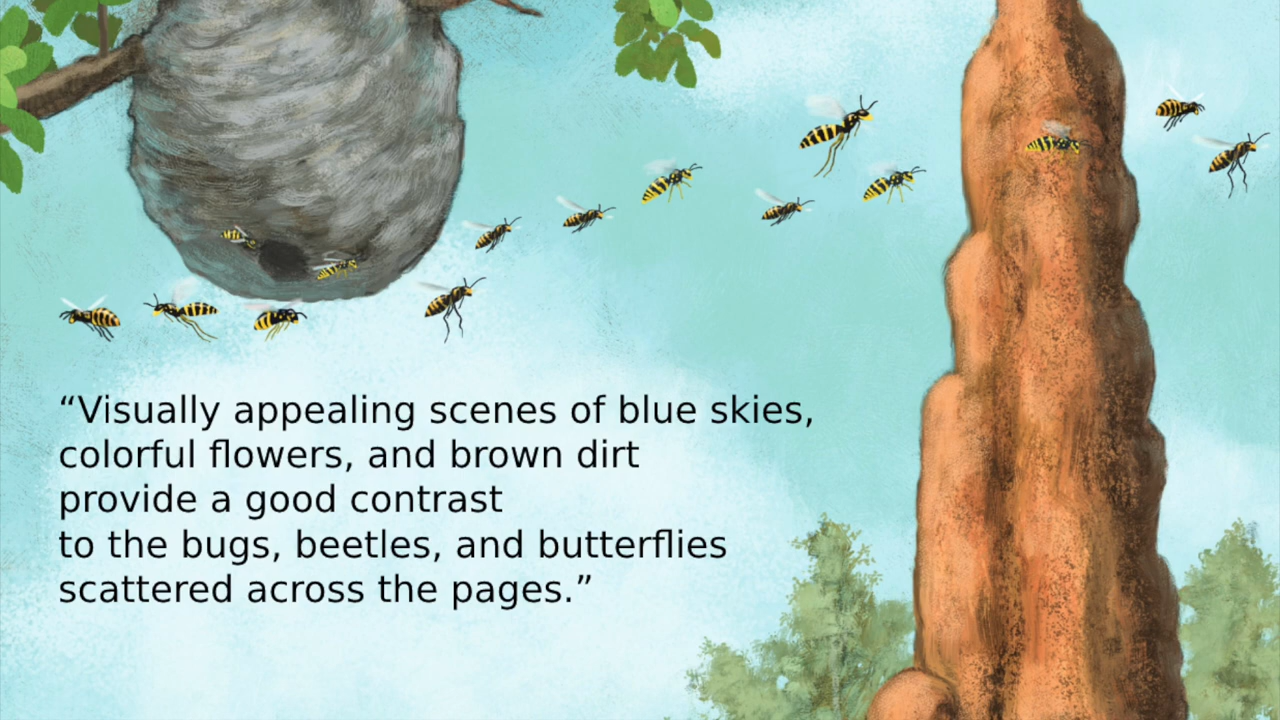 “Visually appealing scenes of blue skies,
colorful flowers, and brown dirt
provide a good contrast
to the bugs, beetles, and butterflies
scattered across the pages.”